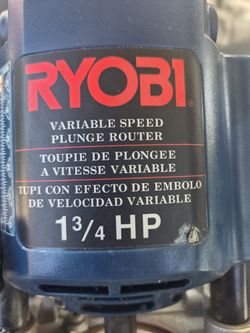 RYOBI®
VARIABLE SPEED
PLUNGE ROUTER
TOUPIE DE PLONGEE
A VITESSE VARIABLE
TUPI CON EFECTO DE EMBOLO
DE VELOCIDAD VARIABLE
1 3/4 HP